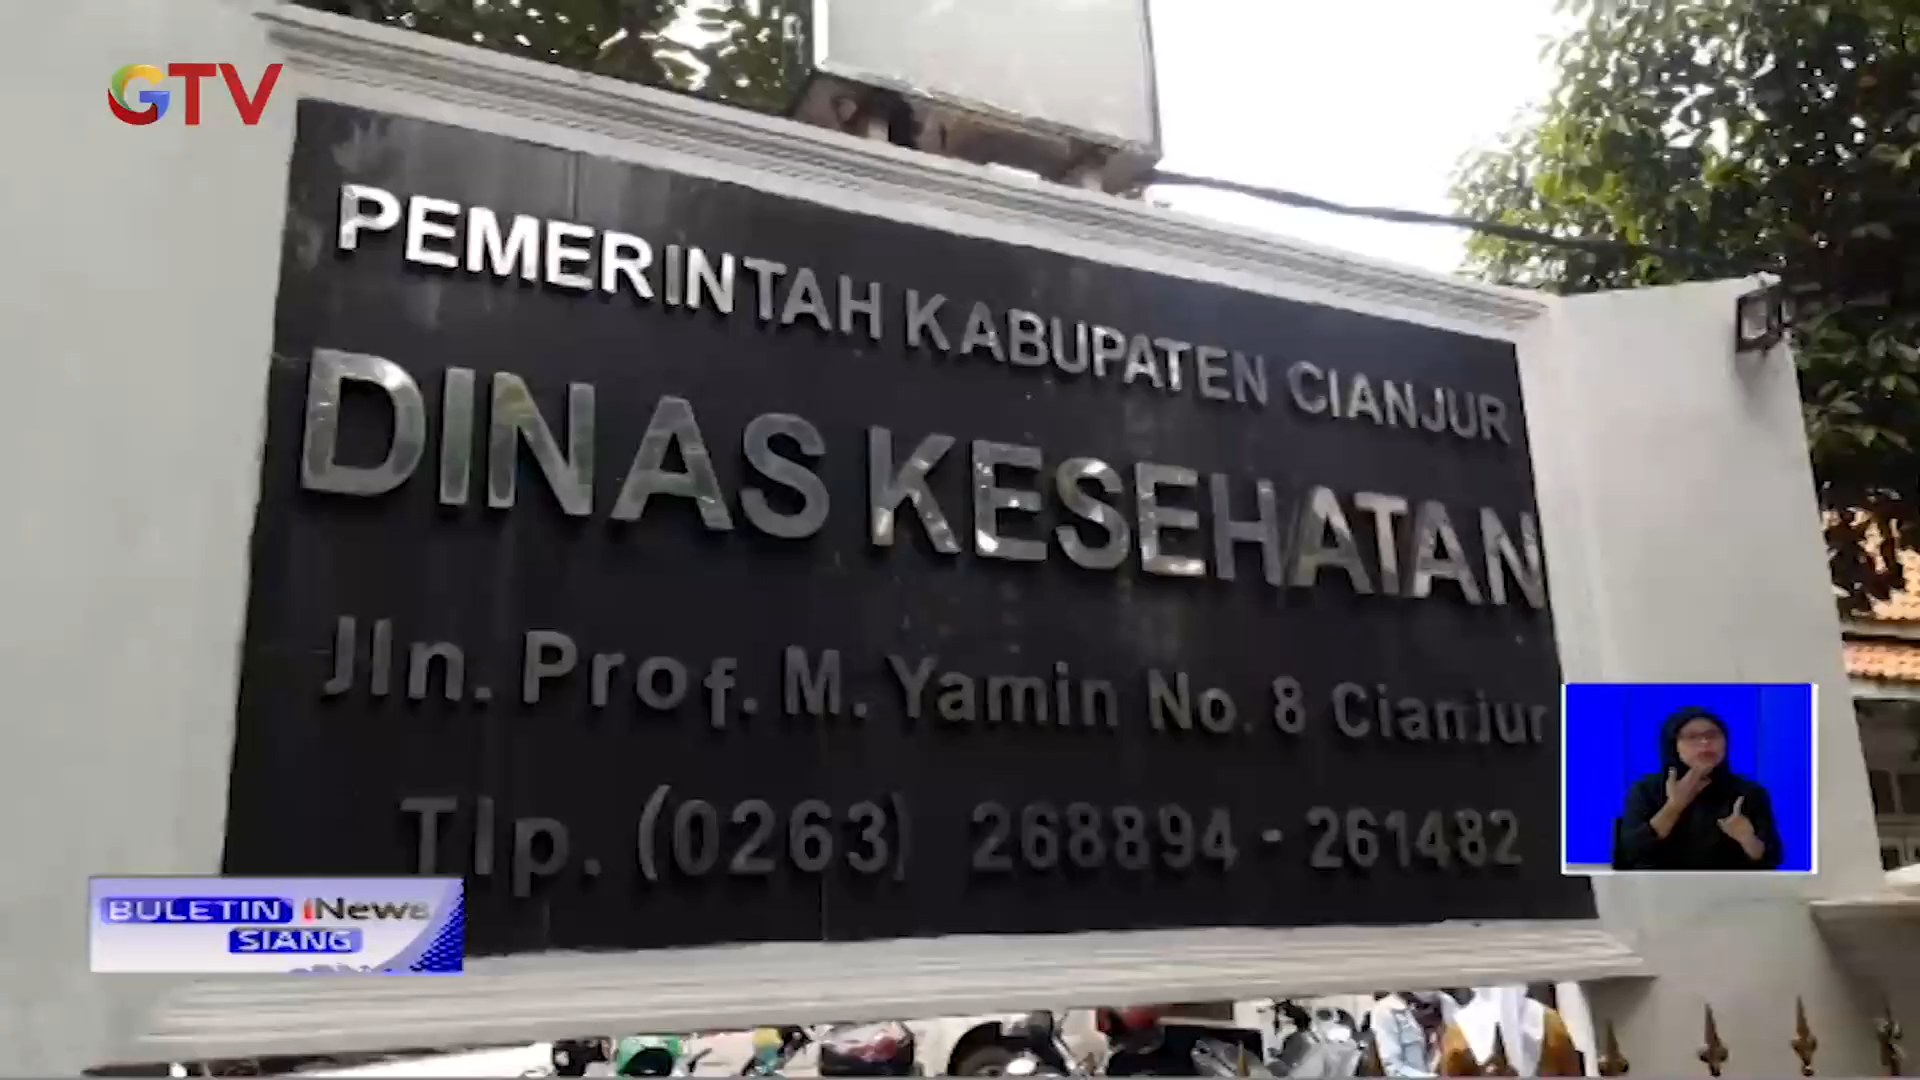 GTV
PEMERINTAH KABUPATEN CIANJUR
DINAS KESEHATAN
Jln. Prof. M. Yamin No. 8 Cianjur
Tlp. (0263) 268894 - 261482
BULETIN iNews
SIANG